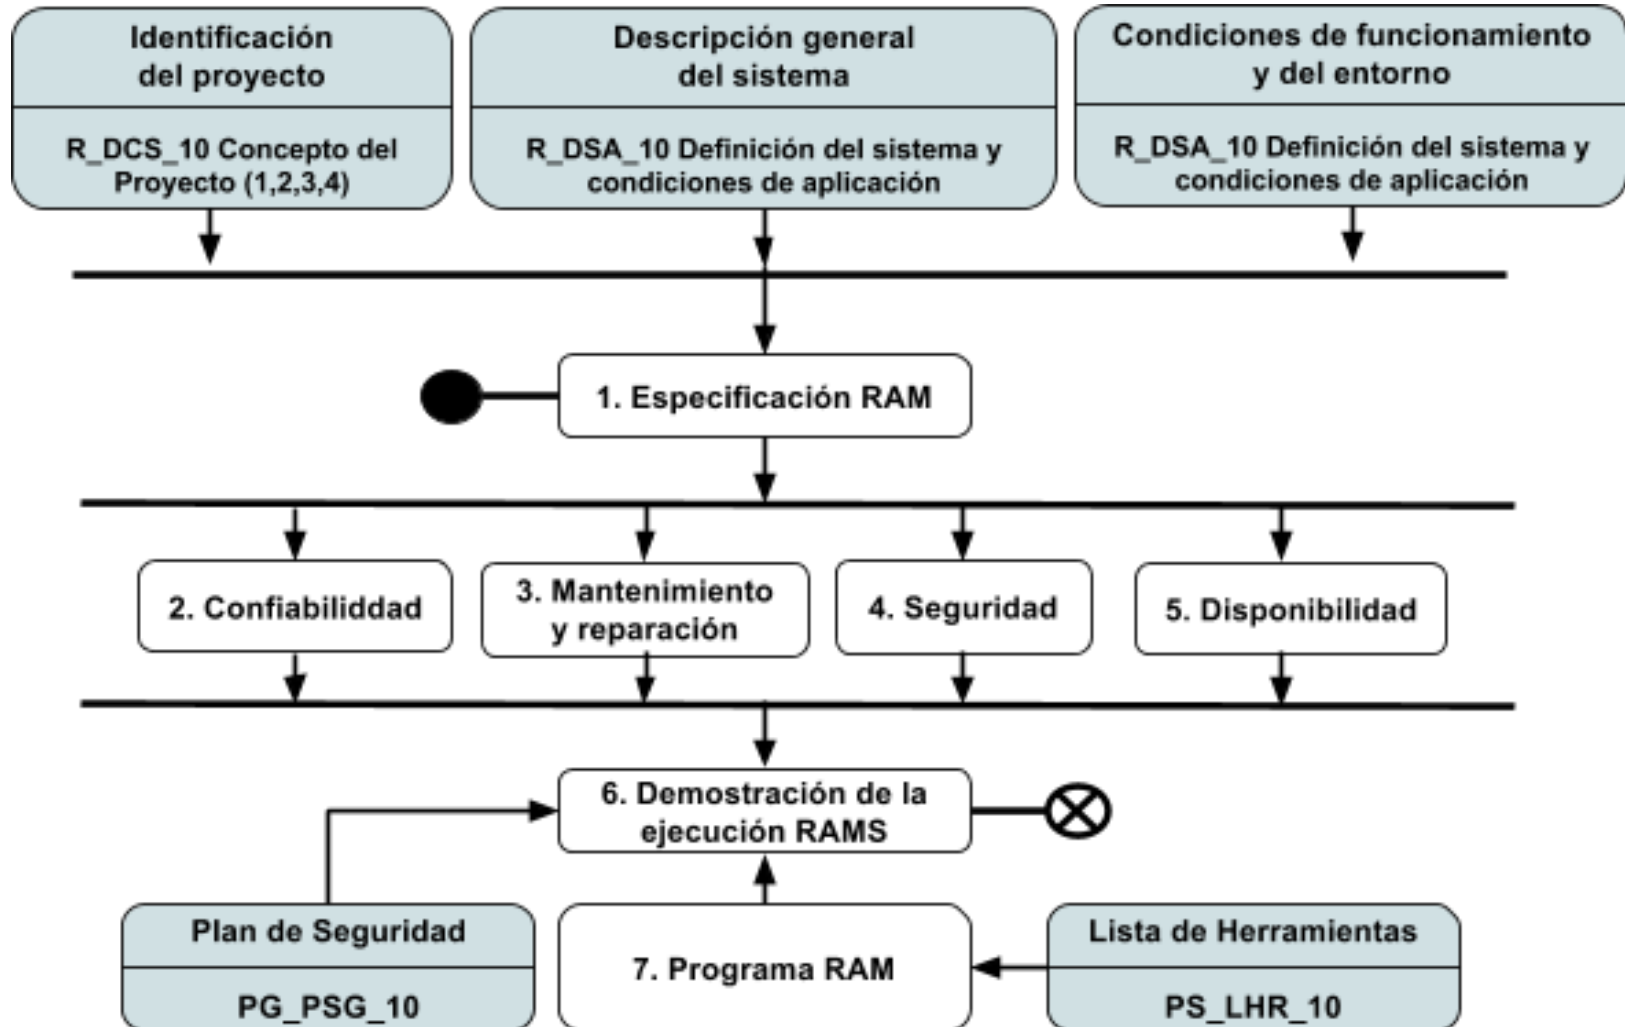 Identificación
del proyecto
R_DCS_10 Concepto del
Proyecto (1,2,3,4)
Descripción general
del sistema
R_DSA_10 Definición del sistema y
condiciones de aplicación
Condiciones de funcionamiento
y del entorno
R_DSA_10 Definición del sistema y
condiciones de aplicación
1. Especificación RAM
2. Confiabiliddad
3. Mantenimiento
y reparación
4. Seguridad
5. Disponibilidad
6. Demostración de la
ejecución RAMS
Plan de Seguridad
PG_PSG_10
7. Programa RAM
Lista de Herramientas
PS_LHR_10